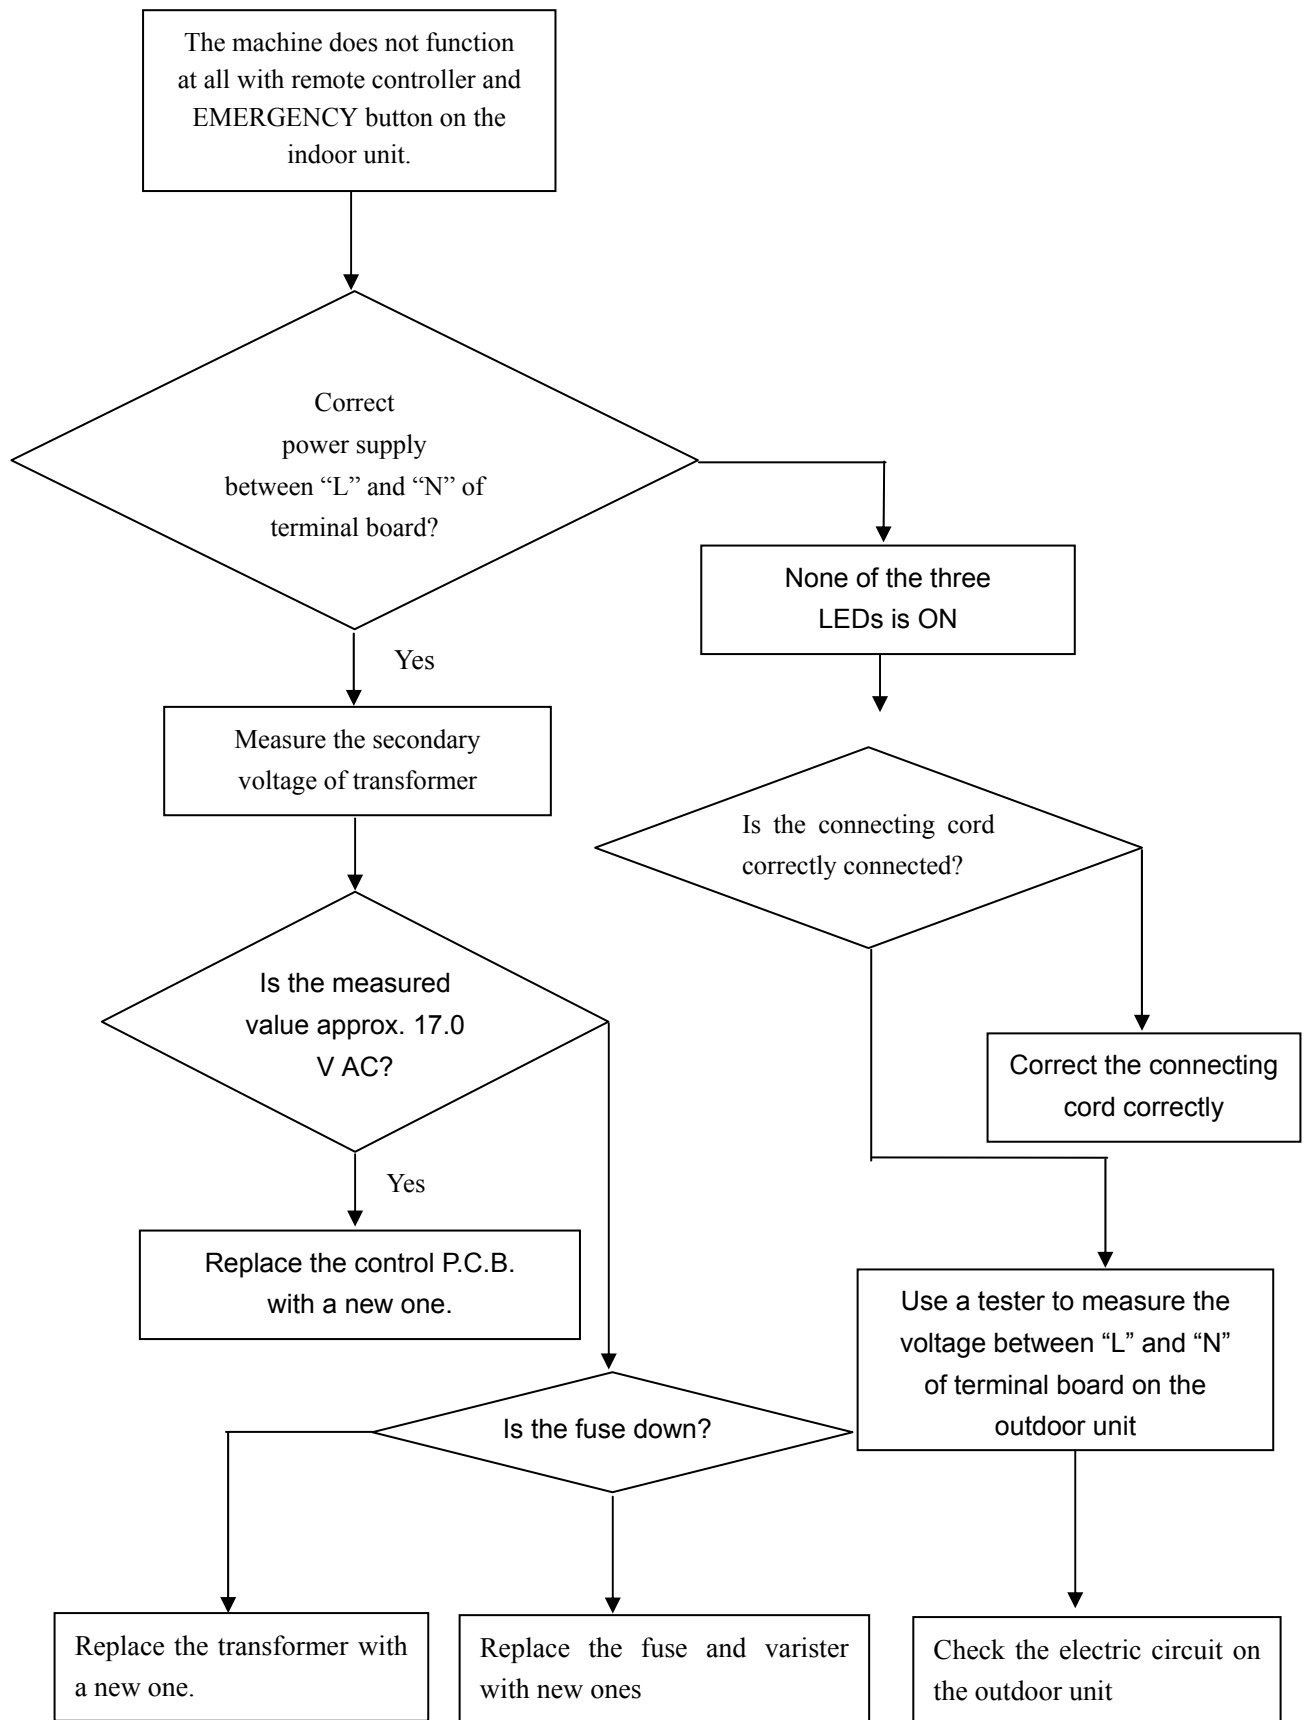 The machine does not function
at all with remote controller and
EMERGENCY button on the
indoor unit.
Correct
power supply
between “L” and “N” of
terminal board?
None of the three
LEDs is ON
Yes
Measure the secondary
voltage of transformer
Is the connecting cord
correctly connected?
Is the measured
value approx. 17.0
V AC?
Correct the connecting
cord correctly
Yes
Replace the control P.C.B.
with a new one.
Use a tester to measure the
voltage between “L” and “N”
of terminal board on the
outdoor unit
Is the fuse down?
Replace the transformer with
a new one.
Replace the fuse and varister
with new ones
Check the electric circuit on
the outdoor unit